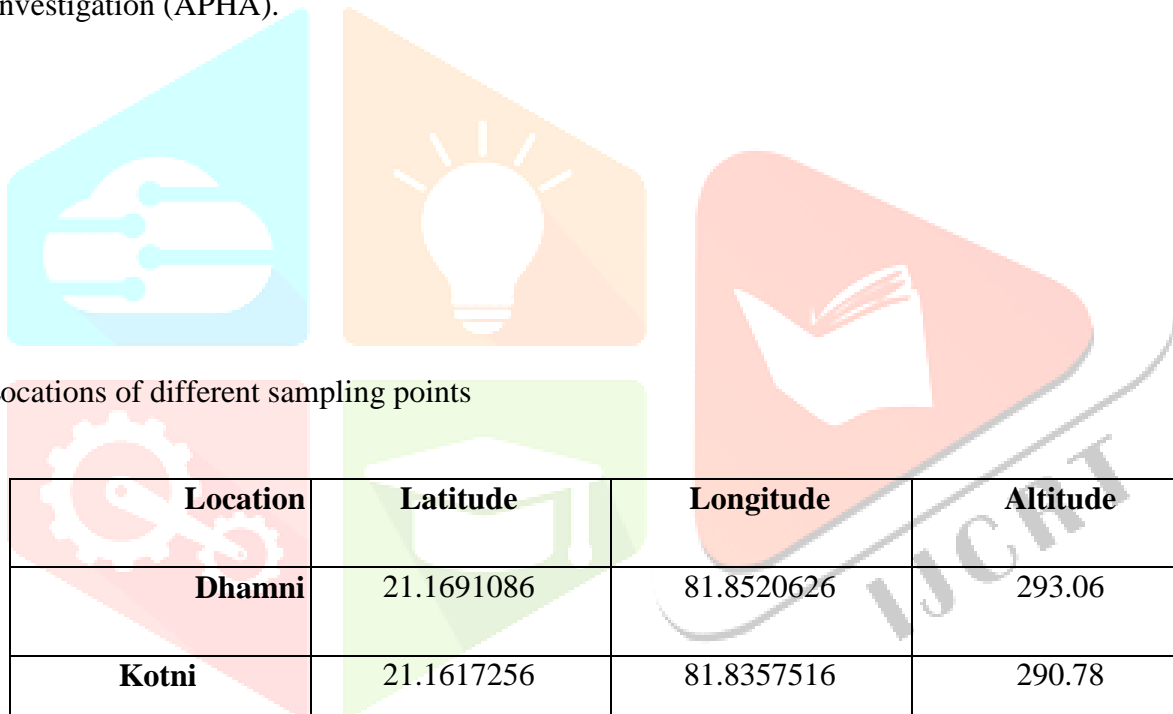 nvestigation (APHA).
ocations of different sampling points
Location Latitude Longitude Altitude
Dhamni 21.1691086 81.8520626 293.06
Kotni 21.1617256 81.8357516 290.78
IJCRT